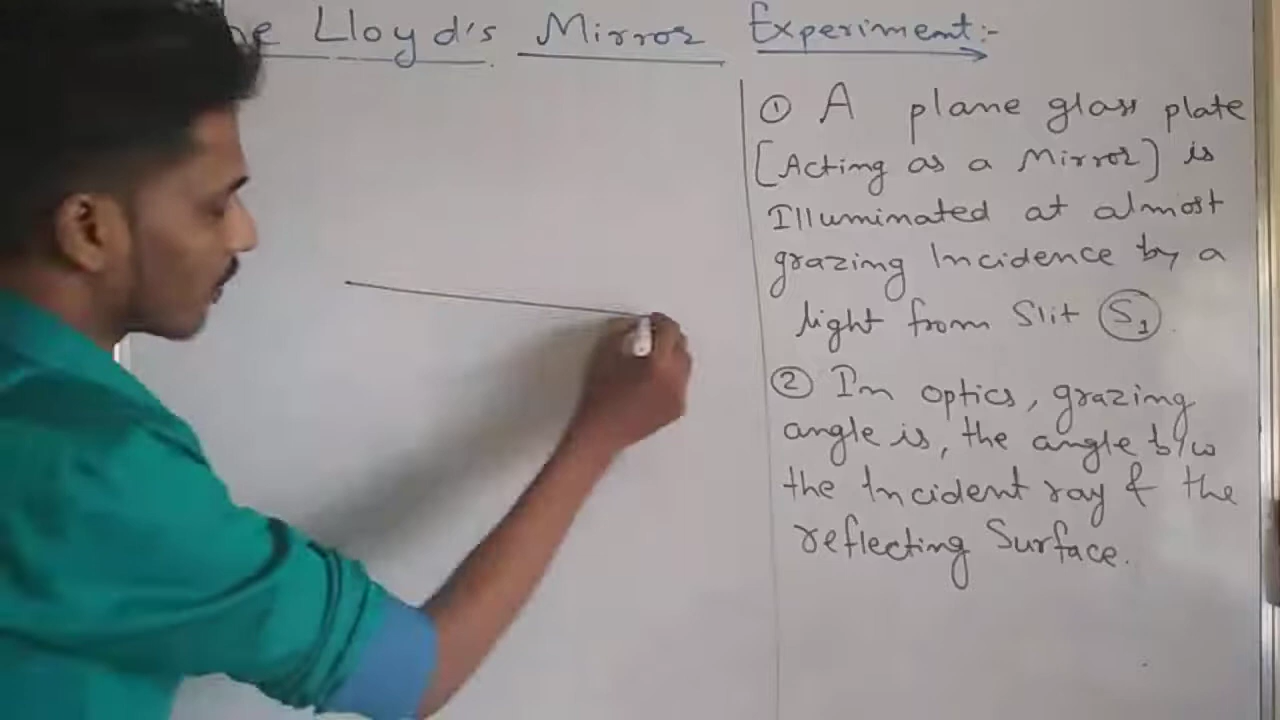 he Lloyd's Mirror Experiment:-
① A plane glass plate
[Acting as a Mirror] is
Illuminated at almost
grazing Incidence by a
light from Slit S₁.
② In optics, grazing
angle is, the angle b/w
the Incident ray & the
reflecting Surface.